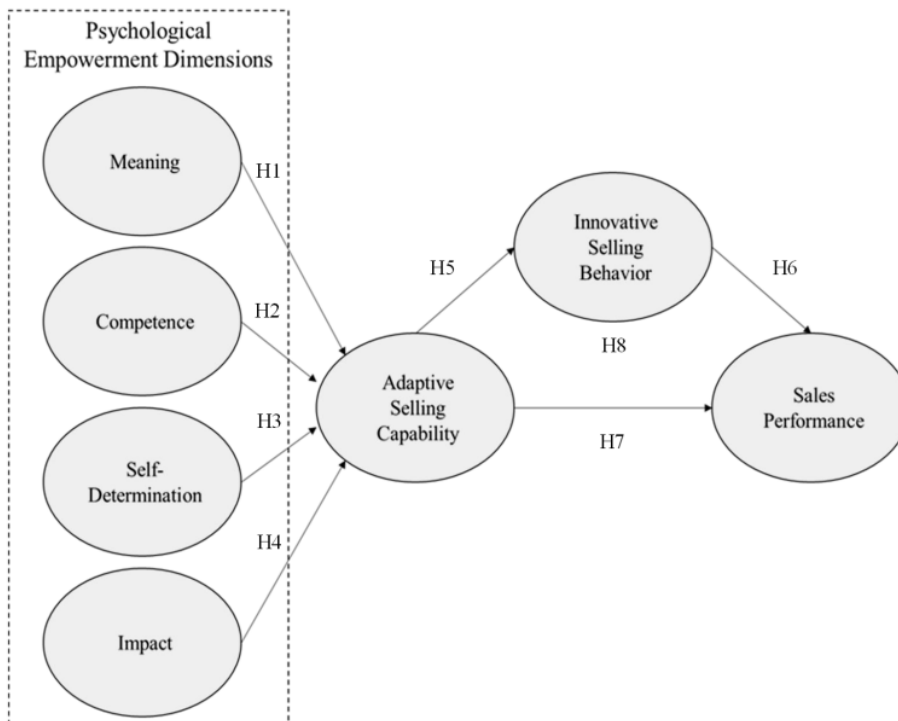 Psychological
Empowerment Dimensions
Meaning
H1
Competence
H2
Self-
Determination
H3
Impact
H4
Adaptive
Selling
Capability
H5
Innovative
Selling
Behavior
H6
H8
H7
Sales
Performance